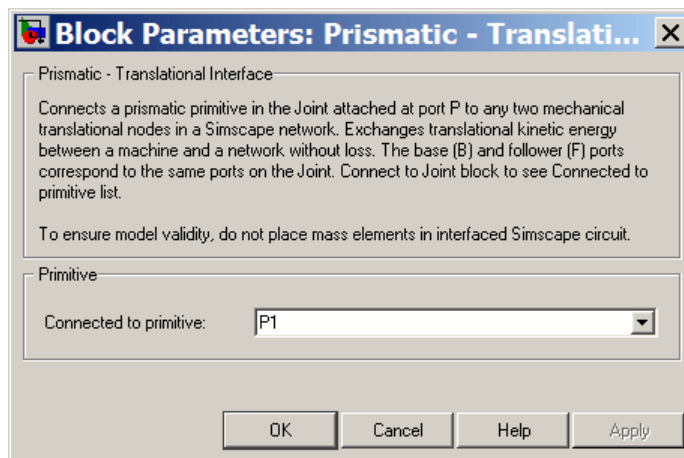 Block Parameters: Prismatic - Translati...
Prismatic - Translational Interface
Connects a prismatic primitive in the Joint attached at port P to any two mechanical
translational nodes in a Simscape network. Exchanges translational kinetic energy
between a machine and a network without loss. The base (B) and follower (F) ports
correspond to the same ports on the Joint. Connect to Joint block to see Connected to
primitive list.
To ensure model validity, do not place mass elements in interfaced Simscape circuit.
Primitive
Connected to primitive: P1
OK Cancel Help Apply